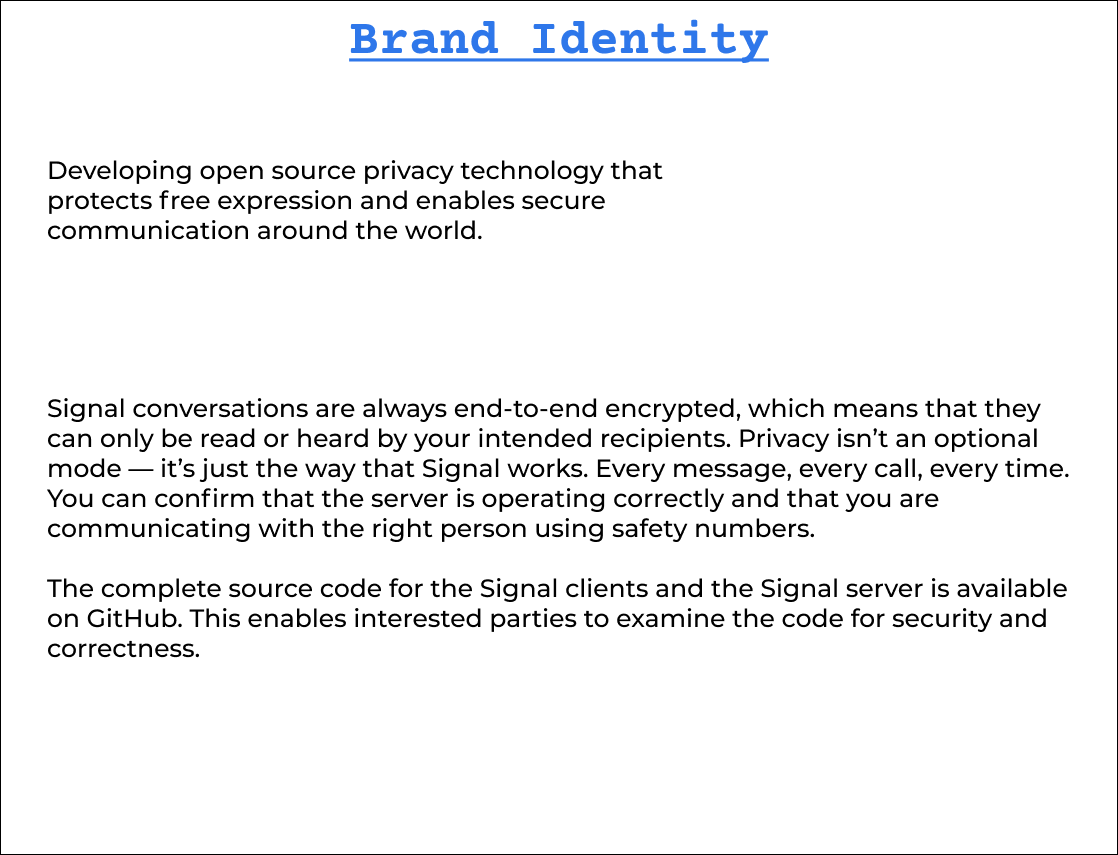 Brand Identity
Developing open source privacy technology that
protects free expression and enables secure
communication around the world.
Signal conversations are always end-to-end encrypted, which means that they
can only be read or heard by your intended recipients. Privacy isn’t an optional
mode — it’s just the way that Signal works. Every message, every call, every time.
You can confirm that the server is operating correctly and that you are
communicating with the right person using safety numbers.
The complete source code for the Signal clients and the Signal server is available
on GitHub. This enables interested parties to examine the code for security and
correctness.